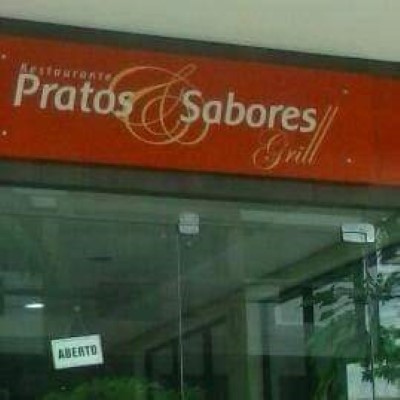 Restaurante
Pratos & Sabores
Grill
ABERTO